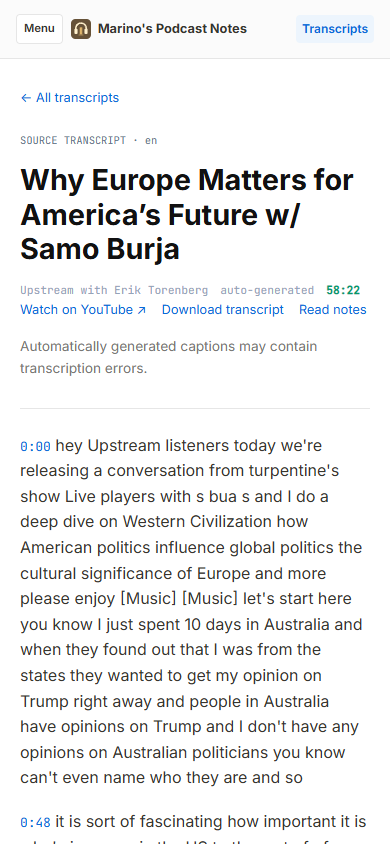 Menu
Marino's Podcast Notes
Transcripts
← All transcripts
SOURCE TRANSCRIPT · en
Why Europe Matters for
America’s Future w/
Samo Burja
Upstream with Erik Torenberg auto-generated 58:22
Watch on YouTube ↗ Download transcript Read notes
Automatically generated captions may contain
transcription errors.
0:00 hey Upstream listeners today we're
releasing a conversation from turpentine's
show Live players with s bua s and I do a
deep dive on Western Civilization how
American politics influence global politics the
cultural significance of Europe and more
please enjoy [Music] [Music] let's start here
you know I just spent 10 days in Australia and
when they found out that I was from the
states they wanted to get my opinion on
Trump right away and people in Australia
have opinions on Trump and I don't have any
opinions on Australian politicians you know
can't even name who they are and so
0:48 it is sort of fascinating how important it is